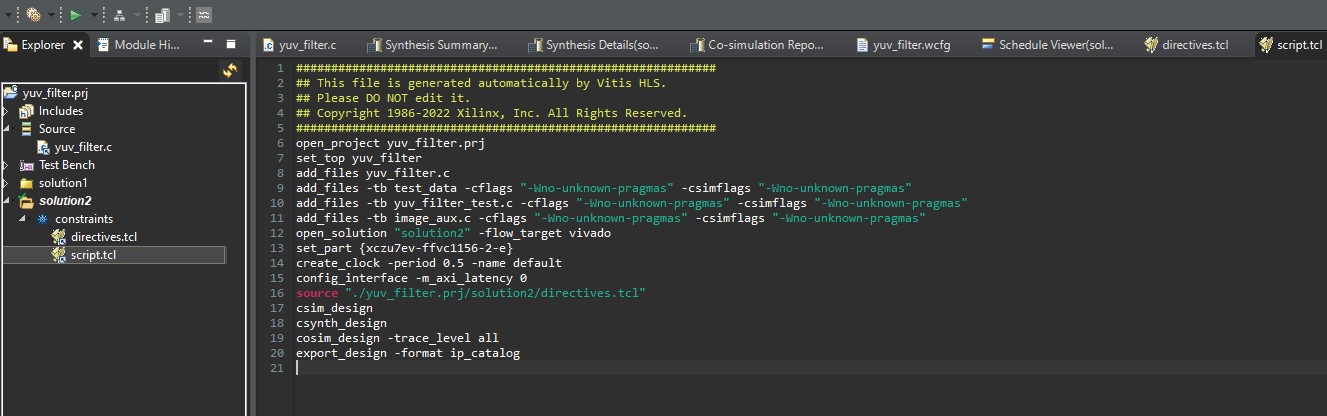 Explorer
Module Hi...
yuv_filter.c
Synthesis Summary...
Synthesis Details(so...
Co-simulation Repo...
yuv_filter.wcfg
Schedule Viewer(sol...
directives.tcl
script.tcl
yuv_filter.prj
Includes
Source
yuv_filter.c
Test Bench
solution1
solution2
constraints
directives.tcl
script.tcl
1 ############################################################
2 ## This file is generated automatically by Vitis HLS.
3 ## Please DO NOT edit it.
4 ## Copyright 1986-2022 Xilinx, Inc. All Rights Reserved.
5 ############################################################
6 open_project yuv_filter.prj
7 set_top yuv_filter
8 add_files yuv_filter.c
9 add_files -tb test_data -cflags "-Wno-unknown-pragmas" -csimflags "-Wno-unknown-pragmas"
10 add_files -tb yuv_filter_test.c -cflags "-Wno-unknown-pragmas" -csimflags "-Wno-unknown-pragmas"
11 add_files -tb image_aux.c -cflags "-Wno-unknown-pragmas" -csimflags "-Wno-unknown-pragmas"
12 open_solution "solution2" -flow_target vivado
13 set_part {xczu7ev-ffvc1156-2-e}
14 create_clock -period 0.5 -name default
15 config_interface -m_axi_latency 0
16 source "./yuv_filter.prj/solution2/directives.tcl"
17 csim_design
18 csynth_design
19 cosim_design -trace_level all
20 export_design -format ip_catalog
21